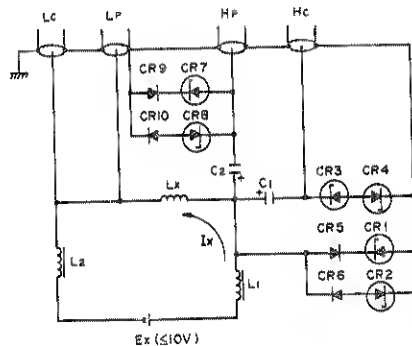 Lc Lp Hp Hc
CR9 CR7
CR10 CR8
C2 +
+ C1 CR3 CR4
Lx
CR5 CR1
Ix
CR6 CR2
L2 L1
Ex (≤10V)